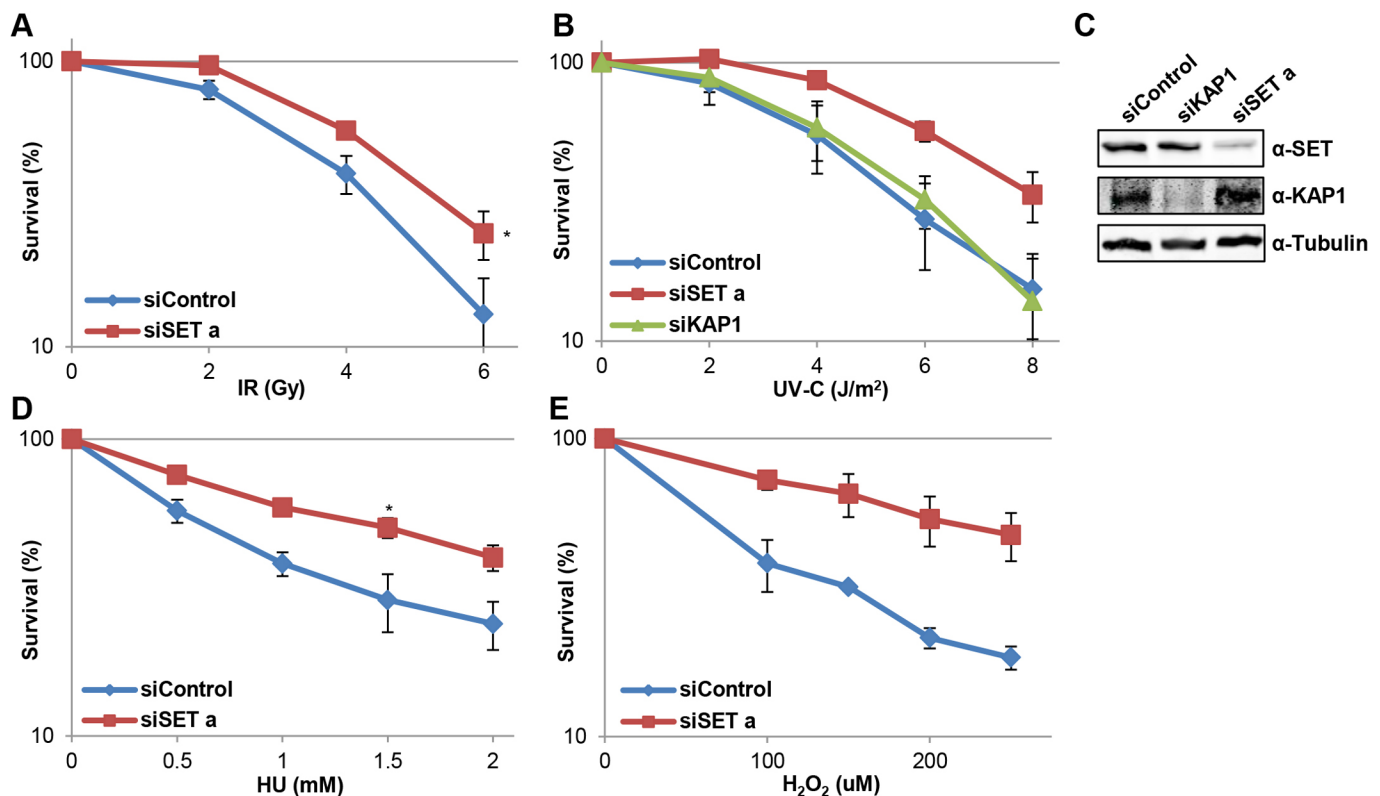 A
100
Survival (%)
10
siControl
siSET a
*
0 2 4 6
IR (Gy)
B
100
Survival (%)
10
siControl
siSET a
siKAP1
0 2 4 6 8
UV-C (J/m²)
C
siControl siKAP1 siSET a
α-SET
α-KAP1
α-Tubulin
D
100
Survival (%)
10
*
siControl
siSET a
0 0.5 1 1.5 2
HU (mM)
E
100
Survival (%)
10
siControl
siSET a
0 100 200
H₂O₂ (uM)